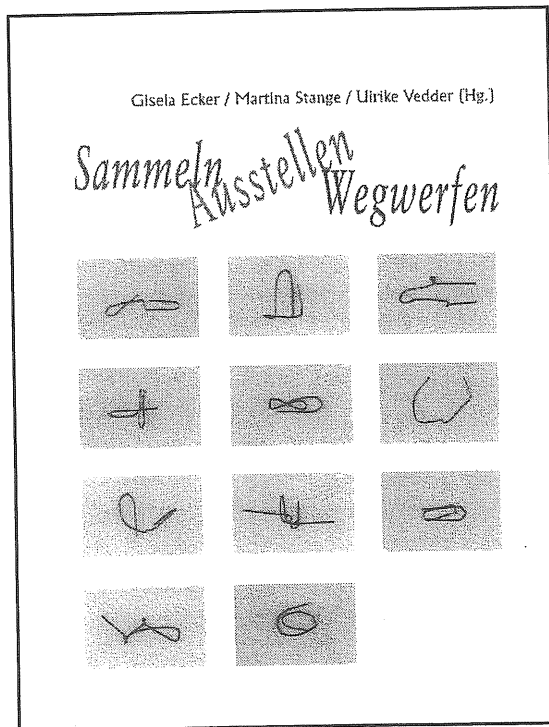 Gisela Ecker / Martina Stange / Ulrike Vedder (Hg.)
Sammeln
Ausstellen
Wegwerfen